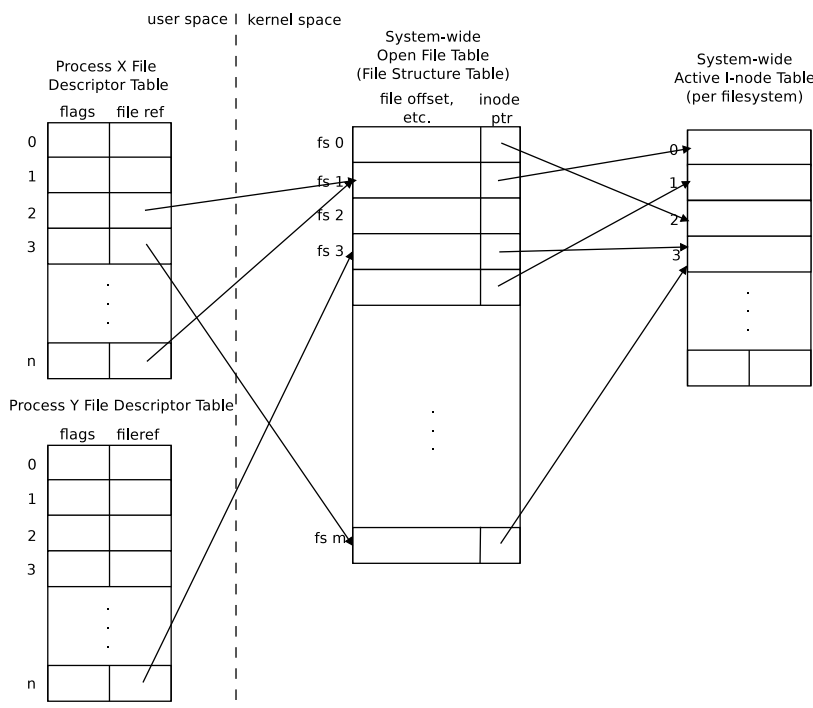 user space
kernel space
System-wide
Open File Table
(File Structure Table)
System-wide
Active I-node Table
(per filesystem)
Process X File
Descriptor Table
flags
file ref
file offset,
etc.
inode
ptr
0
1
2
3
n
fs 0
fs 1
fs 2
fs 3
fs m
0
1
2
3
Process Y File Descriptor Table
flags
fileref
0
1
2
3
n